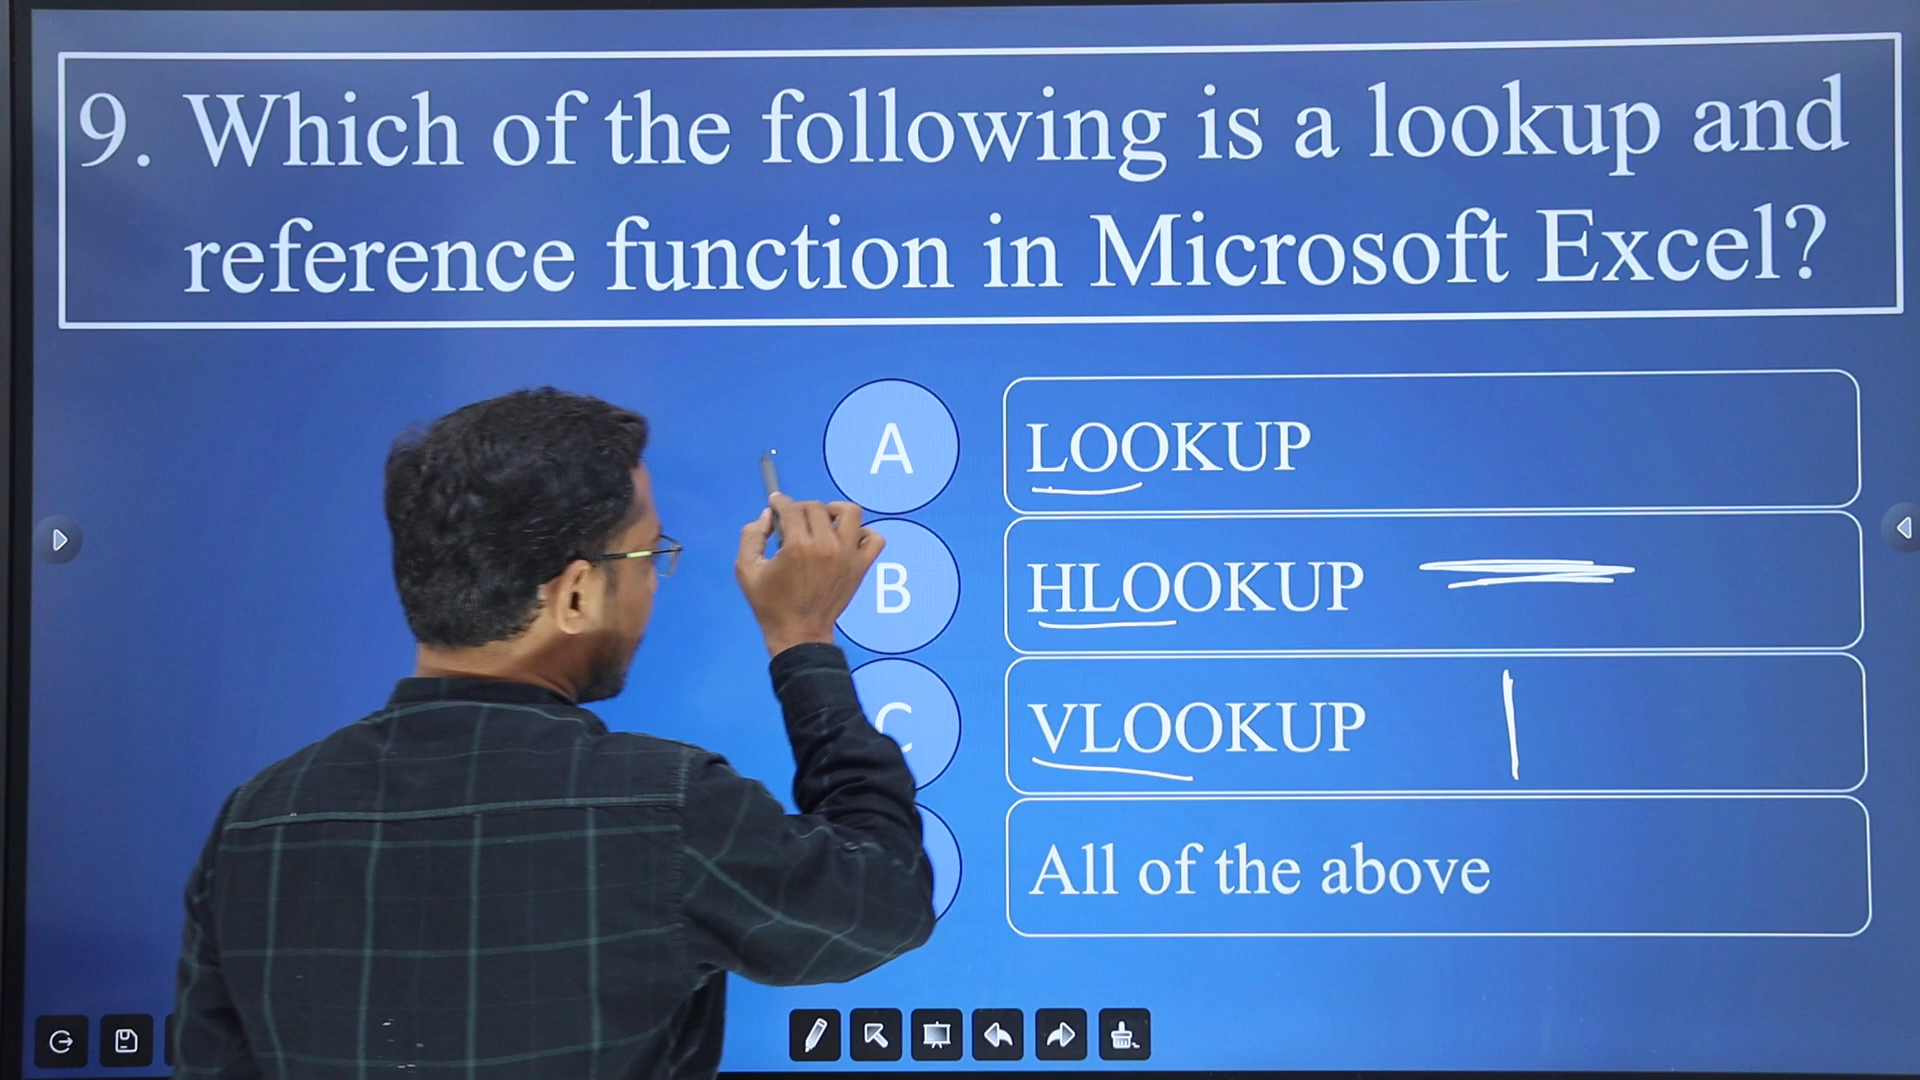 9. Which of the following is a lookup and
reference function in Microsoft Excel?
A LOOKUP
B HLOOKUP
C VLOOKUP
All of the above